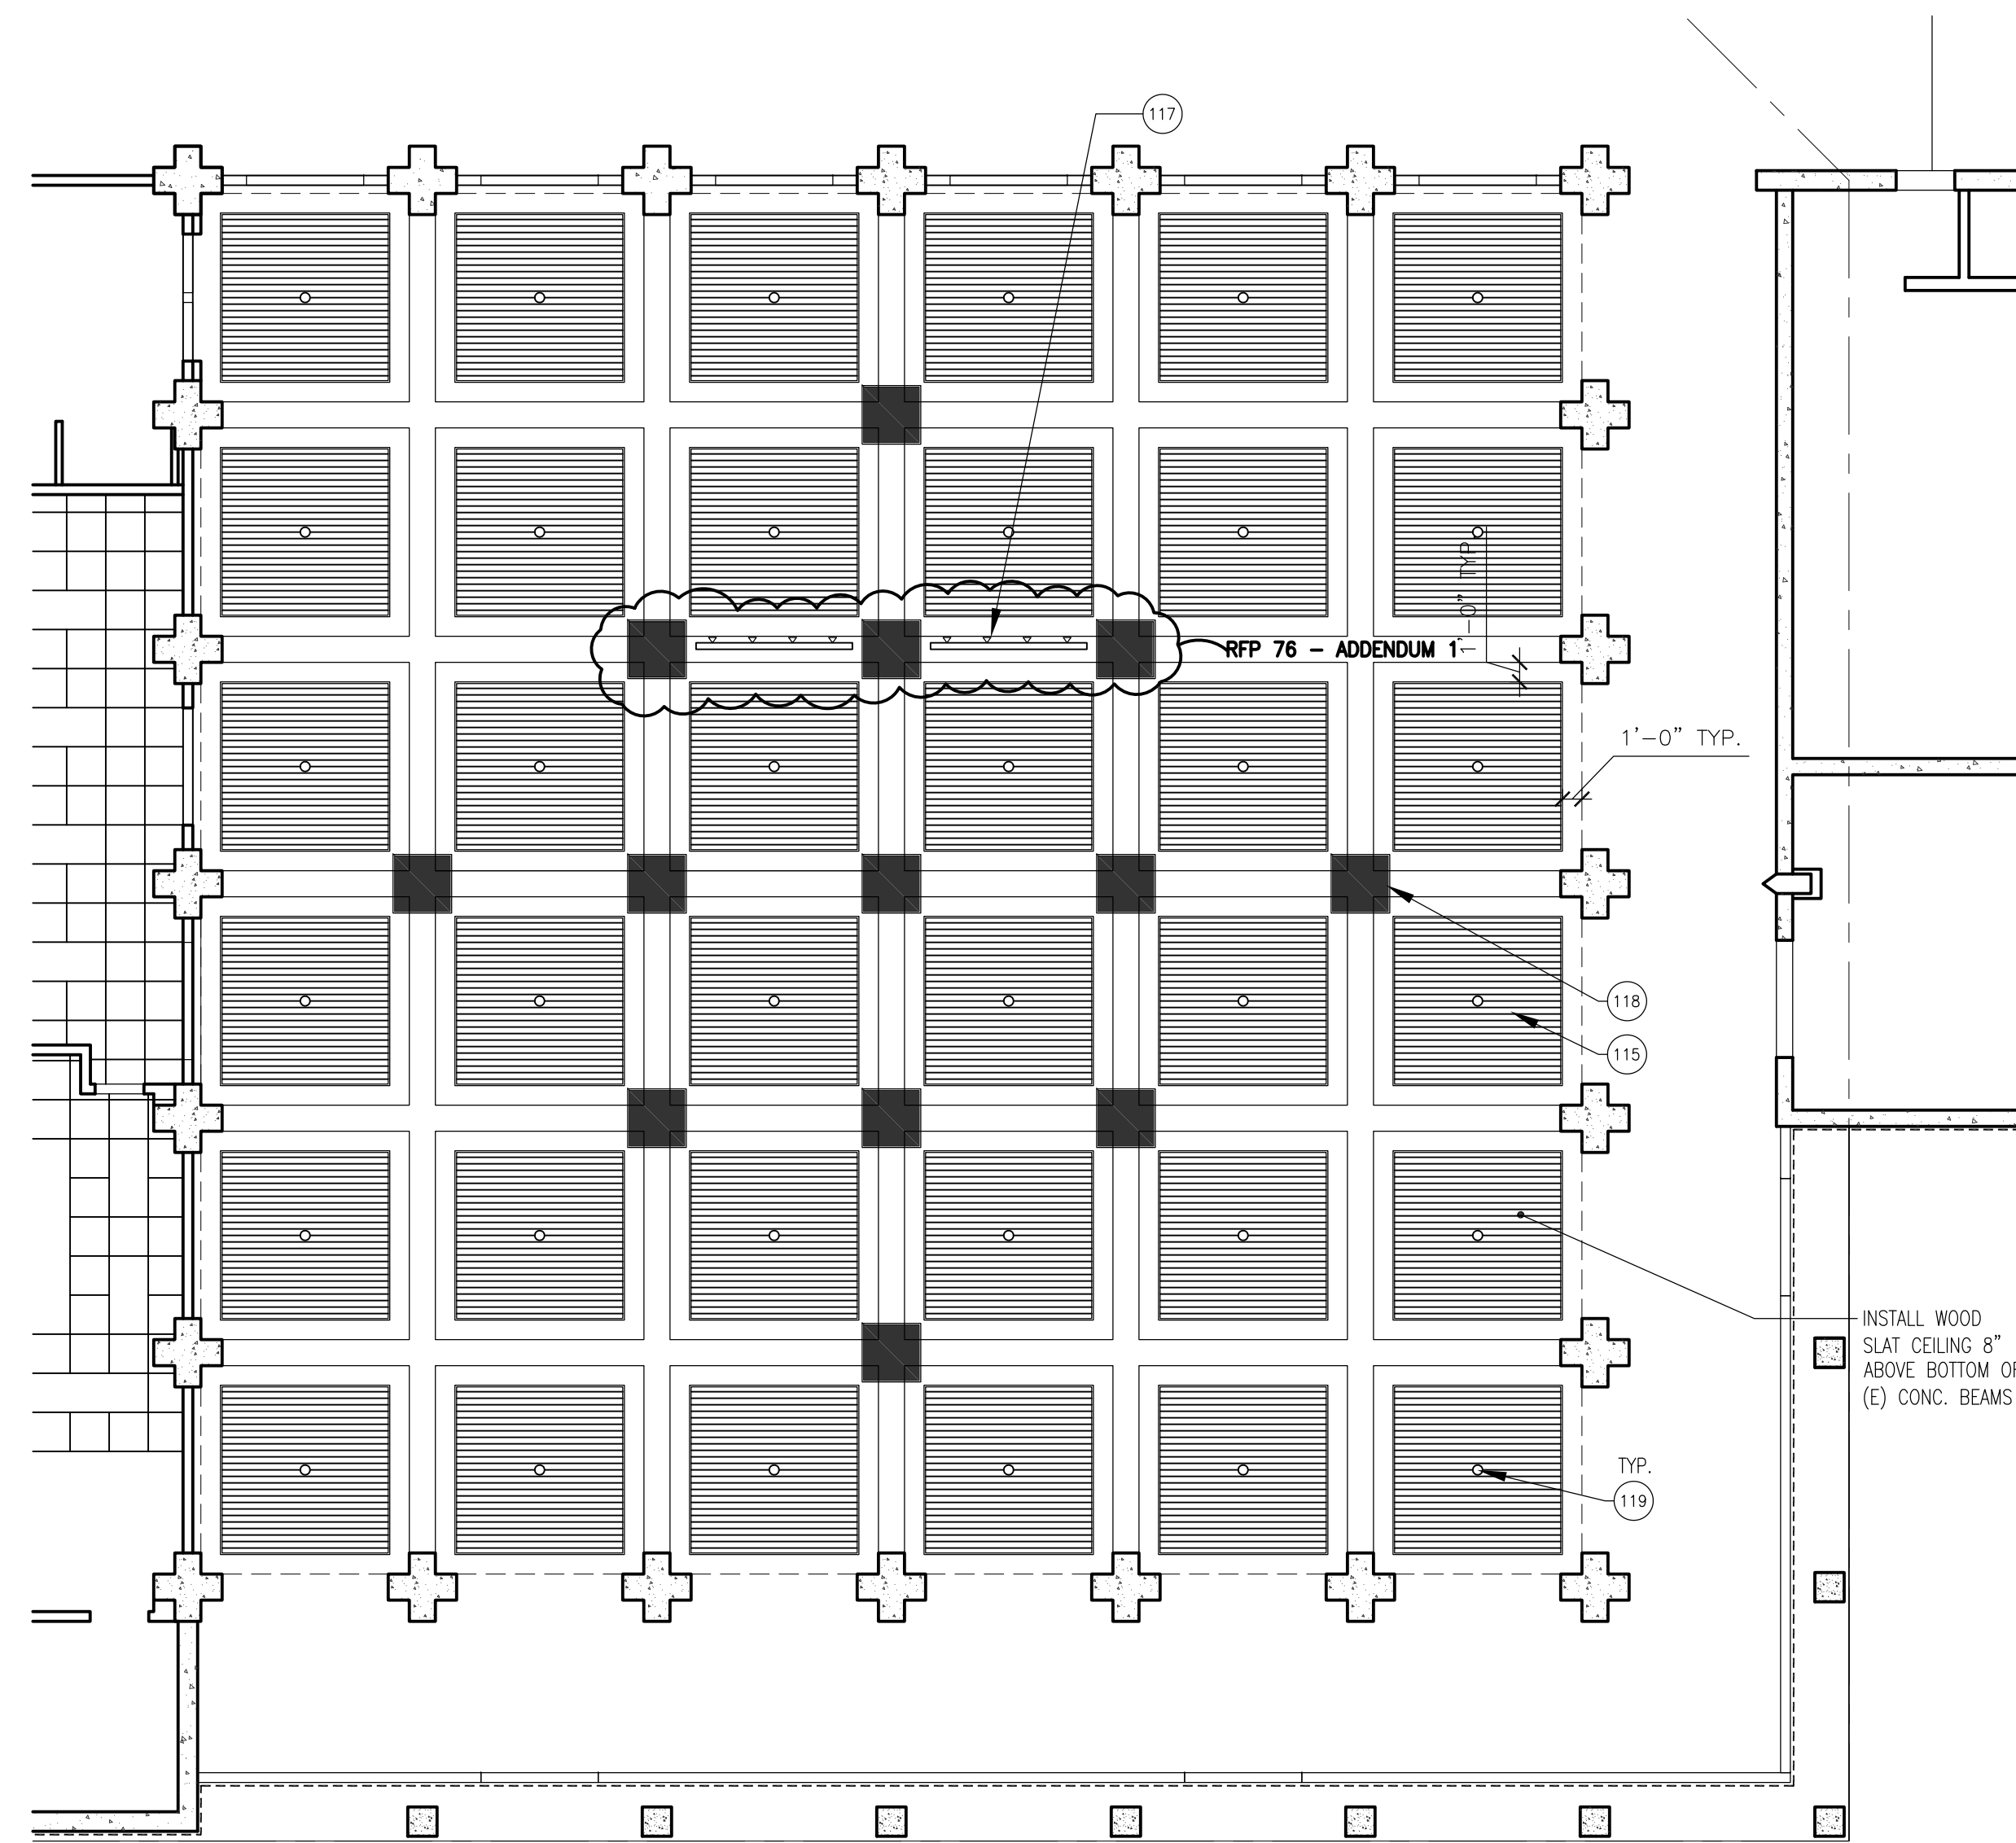 117
1'-0" TYP.
RFP 76 – ADDENDUM 1
1'–0" TYP.
118
115
INSTALL WOOD
SLAT CEILING 8"
ABOVE BOTTOM
(E) CONC. BEAMS
TYP.
119